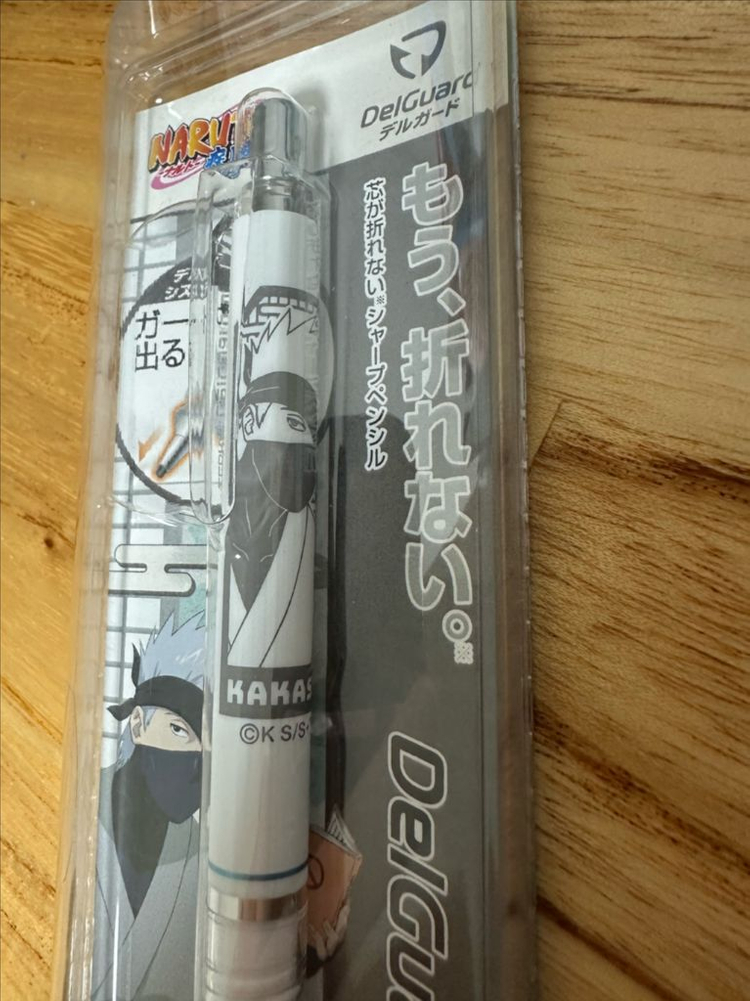 DelGuard
デルガード
NARUT
もう、折れない。※
芯が折れない※シャープペンシル
ガー
出る
KAKAS
©K S/S
DelGu